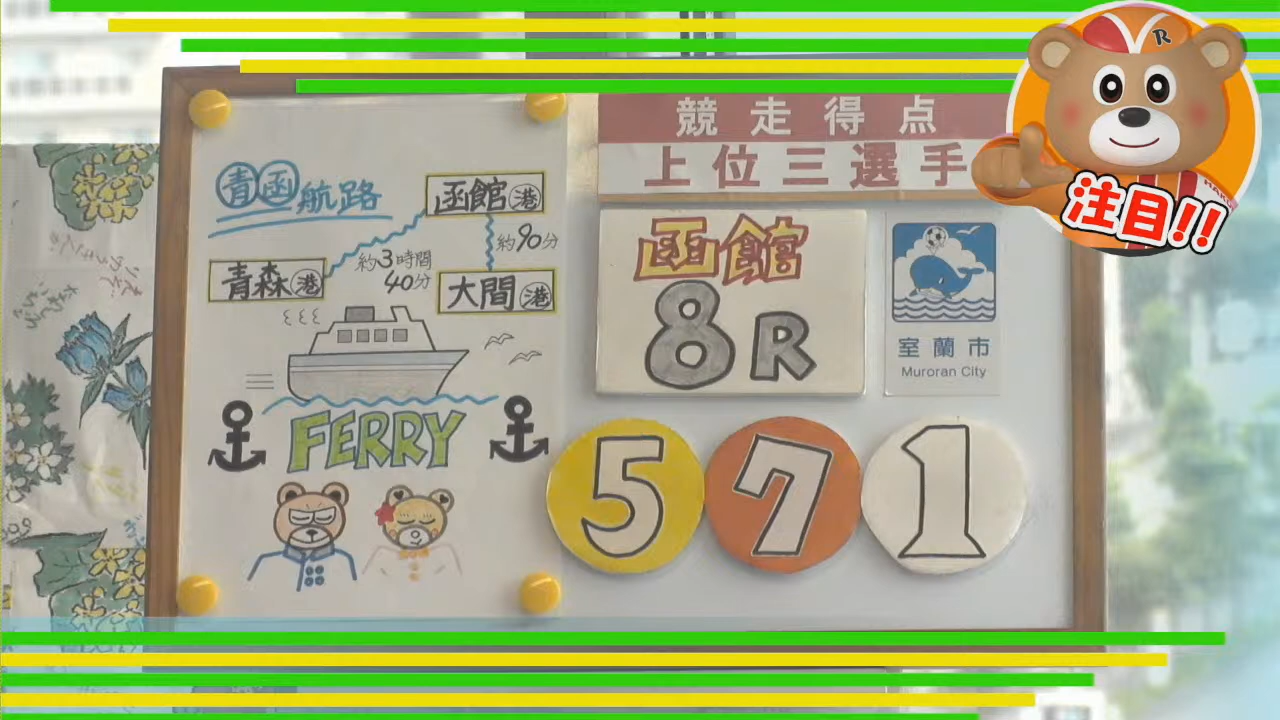 青函航路
函館港
約90分
青森港
約3時間
40分
大間港
FERRY
競走得点
上位三選手
函館
8R
室蘭市
Muroran City
5 7 1
R
注目!!